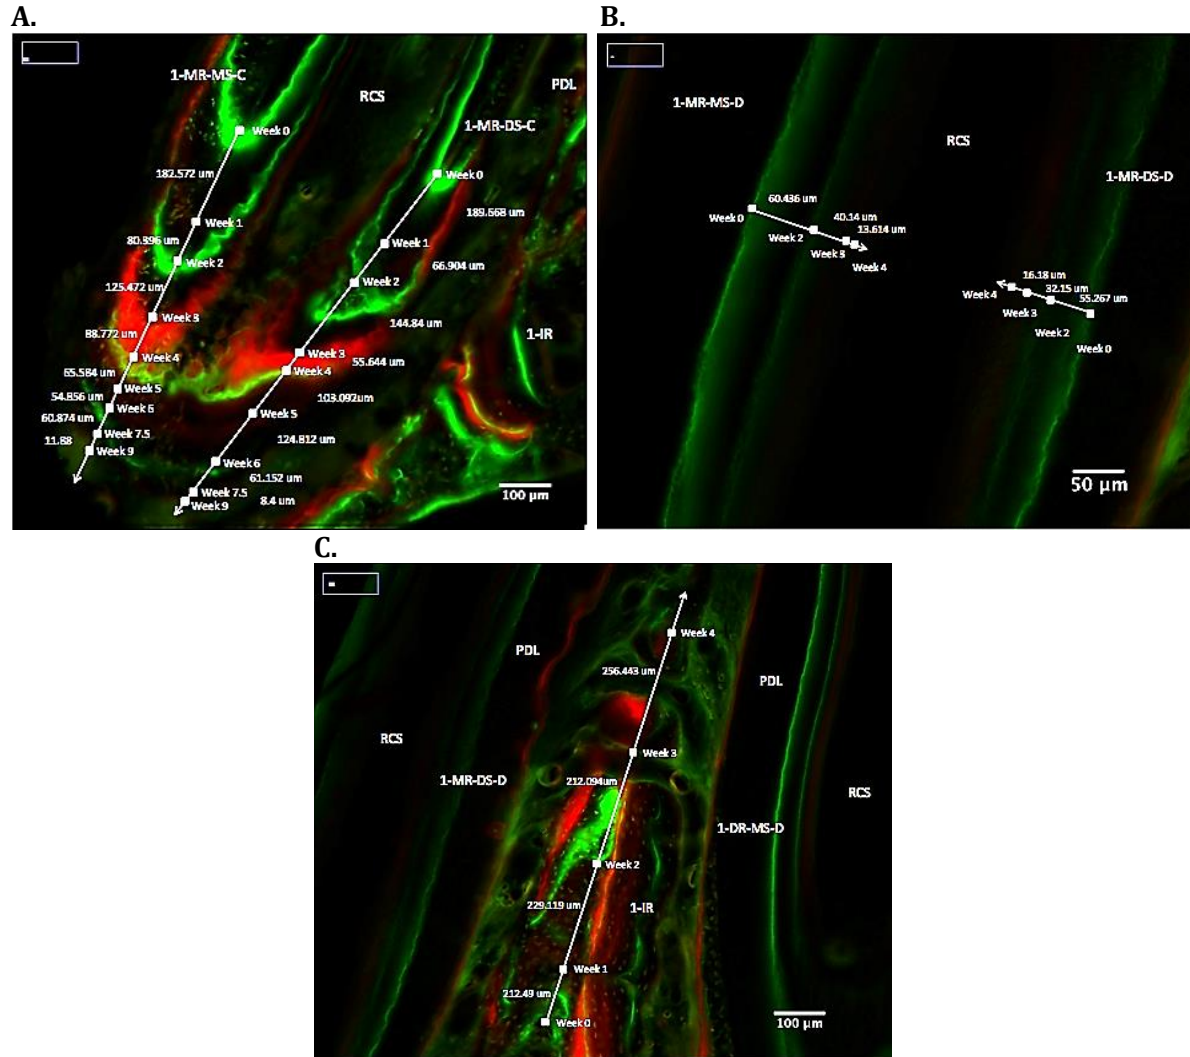 A.
1-MR-MS-C
RCS
PDL
1-MR-DS-C
Week 0
Week 0
182.572 um
189.668 um
Week 1
Week 1
80.896 um
66.904 um
Week 2
Week 2
125.472 um
144.84 um
Week 3
Week 3
88.772 um
55.644 um
Week 4
Week 4
1-IR
65.584 um
103.092um
Week 5
Week 5
54.856 um
124.812 um
Week 6
Week 6
60.874 um
61.152 um
Week 7.5
Week 7.5
11.88
8.4 um
Week 9
Week 9
100 µm
B.
1-MR-MS-D
RCS
1-MR-DS-D
60.436 um
40.14 um
13.614 um
Week 0
Week 2
Week 3
Week 4
16.18 um
32.15 um
55.267 um
Week 4
Week 3
Week 2
Week 0
50 µm
C.
PDL
Week 4
256.443 um
PDL
RCS
Week 3
1-MR-DS-D
212.094um
RCS
1-DR-MS-D
Week 2
229.119 um
1-IR
Week 1
212.49 um
Week 0
100 µm